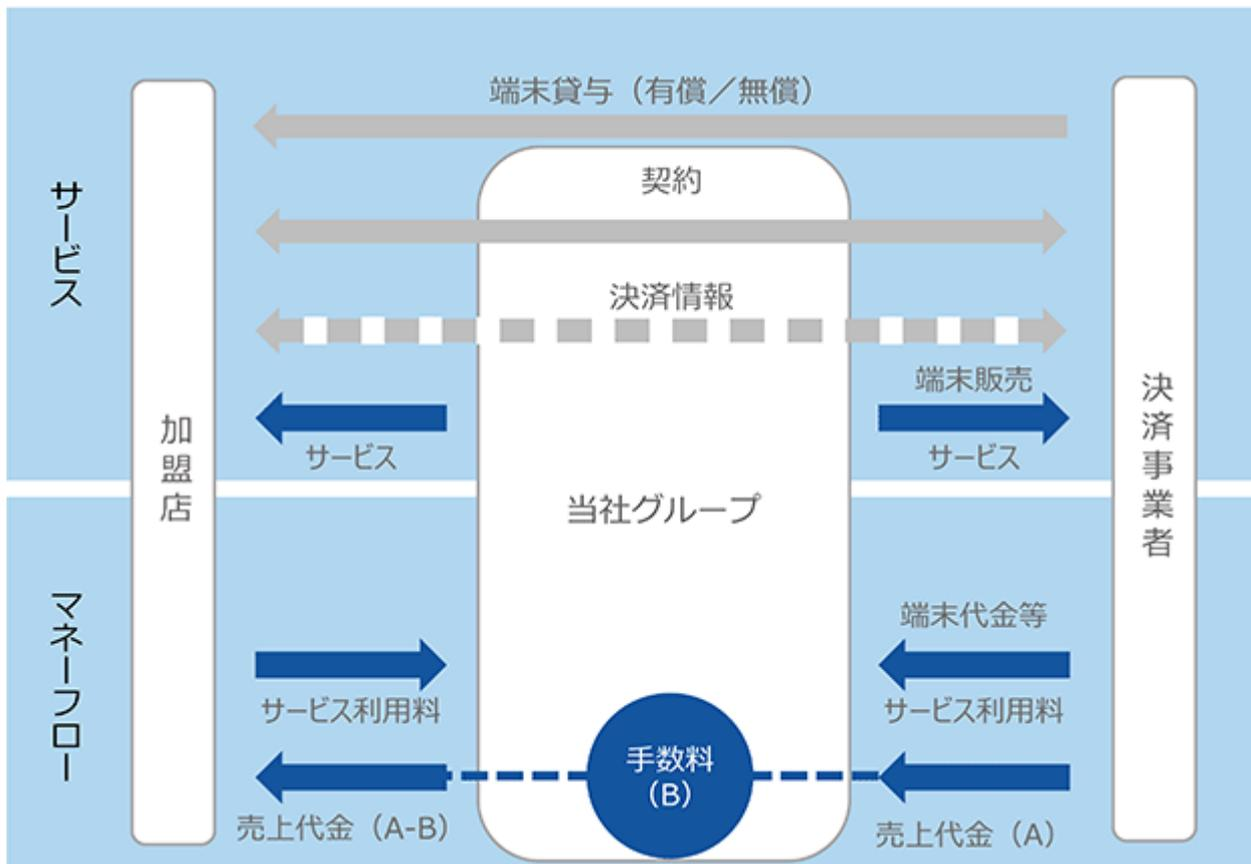 サービス
端末貸与（有償／無償）
契約
決済情報
端末販売
サービス
サービス
加盟店
当社グループ
決済事業者
マネーフロー
端末代金等
サービス利用料
サービス利用料
手数料
（B）
売上代金（A-B）
売上代金（A）